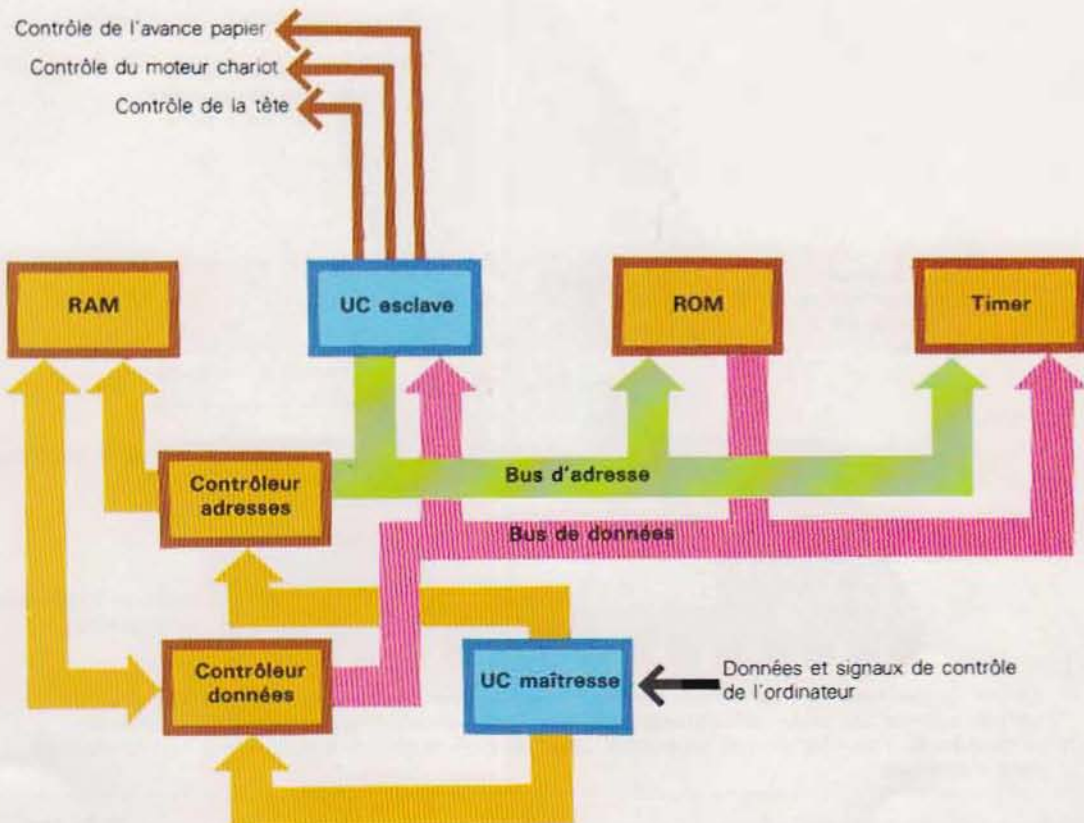 Contrôle de l'avance papier
Contrôle du moteur chariot
Contrôle de la tête
RAM
UC esclave
ROM
Timer
Contrôleur
adresses
Bus d'adresse
Bus de données
Contrôleur
données
UC maîtresse
Données et signaux de contrôle
de l'ordinateur